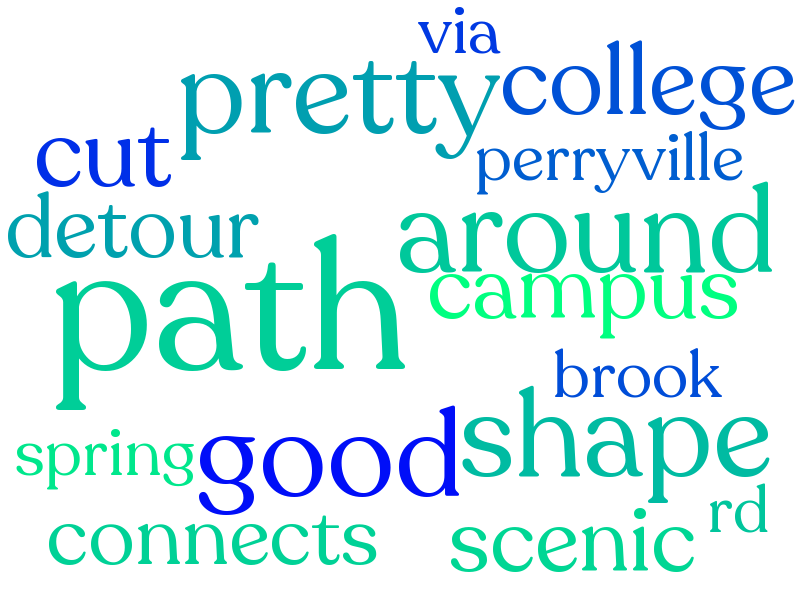 via
pretty
college
cut
perryville
detour
around
path
campus
brook
shape
good
spring
rd
connects
scenic